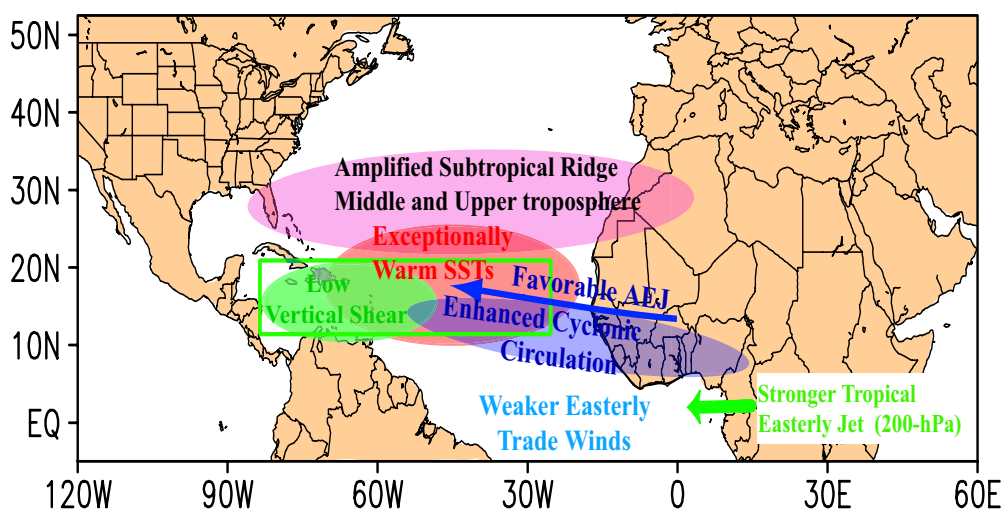 50N
40N
30N
20N
10N
EQ
Amplified Subtropical Ridge
Middle and Upper troposphere
Exceptionally
Warm SSTs
Low
Vertical Shear
Favorable AEJ
Enhanced Cyclonic
Circulation
Weaker Easterly
Trade Winds
Stronger Tropical
Easterly Jet (200-hPa)
120W 90W 60W 30W 0 30E 60E